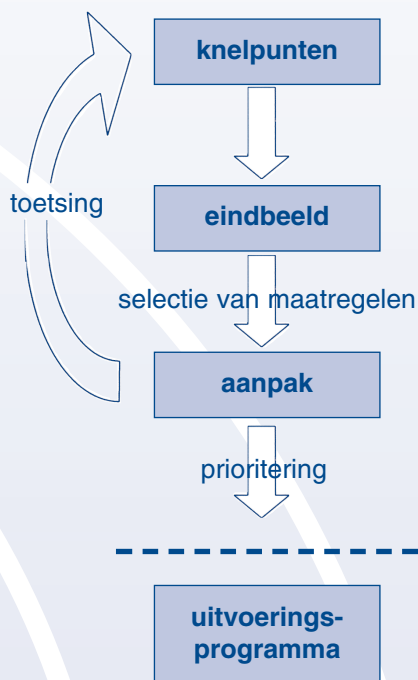 knelpunten
toetsing
eindbeeld
selectie van maatregelen
aanpak
prioritering
uitvoerings-
programma